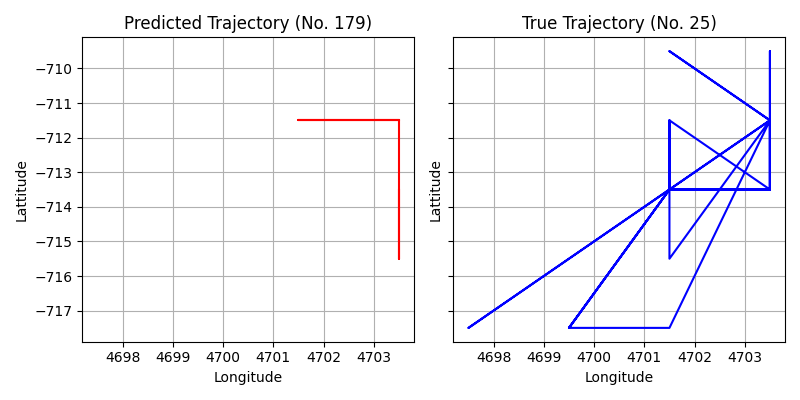 Predicted Trajectory (No. 179)
True Trajectory (No. 25)
Lattitude
−710
−711
−712
−713
−714
−715
−716
−717
Lattitude
4698 4699 4700 4701 4702 4703
4698 4699 4700 4701 4702 4703
Longitude
Longitude